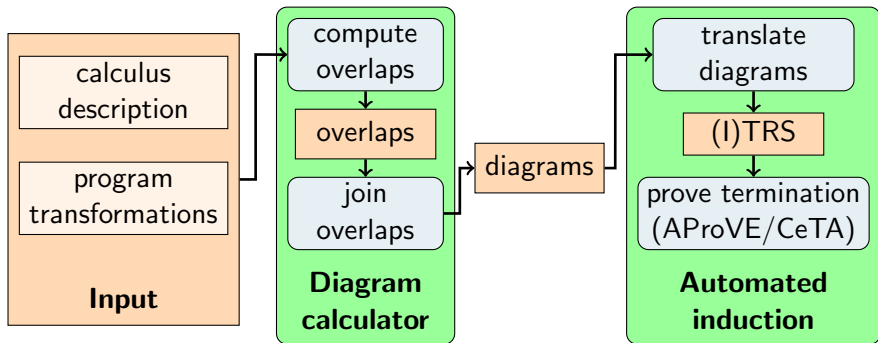 calculus
description
program
transformations
Input
compute
overlaps
overlaps
join
overlaps
Diagram
calculator
diagrams
translate
diagrams
(I)TRS
prove termination
(AProVE/CeTA)
Automated
induction